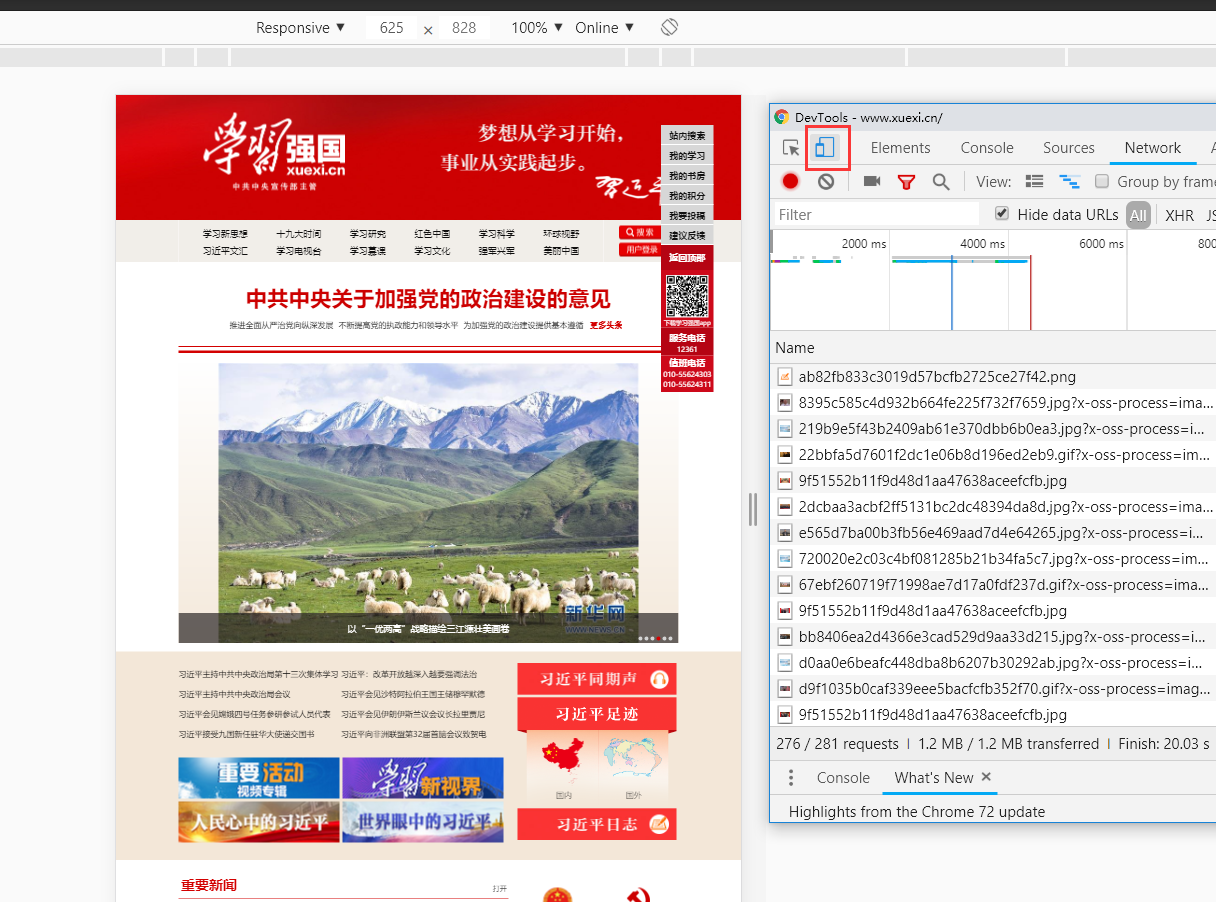 Responsive ▼ 625 × 828 100% ▼ Online ▼
学习强国
xuexi.cn
中共中央宣传部主管
梦想从学习开始，
事业从实践起步。
习近平
站内搜索
我的学习
我的书房
我的积分
我要投稿
建议反馈
返回顶部
下载学习强国app
服务电话
12361
值班电话
010-55624303
010-55624311
学习新思想 十九大时间 学习研究 红色中国 学习科学 环球视野
习近平文汇 学习电视台 学习慕课 学习文化 强军兴军 美丽中国
搜索
用户登录
中共中央关于加强党的政治建设的意见
推进全面从严治党向纵深发展 不断提高党的执政能力和领导水平 为加强党的政治建设提供基本遵循 更多头条
新华网
WWW.NEWS.CN
以“一优两高”战略描绘三江源壮美画卷
习近平主持中共中央政治局第十三次集体学习 习近平：改革开放越深入越要强调法治
习近平主持中共中央政治局会议 习近平会见沙特阿拉伯王国王储穆罕默德
习近平会见嫦娥四号任务参研参试人员代表 习近平会见伊朗伊斯兰议会议长拉里贾尼
习近平接受九国新任驻华大使递交国书 习近平向非洲联盟第32届首脑会议致贺电
重要活动
视频专辑
学习新视界
人民心中的习近平
世界眼中的习近平
习近平同期声
习近平足迹
国内 国外
习近平日志
重要新闻 打开
DevTools - www.xuexi.cn/
Elements Console Sources Network
View: Group by frame
Filter Hide data URLs All XHR JS
2000 ms 4000 ms 6000 ms 800
Name
ab82fb833c3019d57bcfb2725ce27f42.png
8395c585c4d932b664fe225f732f7659.jpg?x-oss-process=ima...
219b9e5f43b2409ab61e370dbb6b0ea3.jpg?x-oss-process=i...
22bbfa5d7601f2dc1e06b8d196ed2eb9.gif?x-oss-process=im...
9f51552b11f9d48d1aa47638aceefcfb.jpg
2dcbaa3acbf2ff5131bc2dc48394da8d.jpg?x-oss-process=ima...
e565d7ba00b3fb56e469aad7d4e64265.jpg?x-oss-process=i...
720020e2c03c4bf081285b21b34fa5c7.jpg?x-oss-process=im...
67ebf260719f71998ae7d17a0fdf237d.gif?x-oss-process=ima...
9f51552b11f9d48d1aa47638aceefcfb.jpg
bb8406ea2d4366e3cad529d9aa33d215.jpg?x-oss-process=i...
d0aa0e6beafc448dba8b6207b30292ab.jpg?x-oss-process=i...
d9f1035b0caf339eee5bacfcfb352f70.gif?x-oss-process=imag...
9f51552b11f9d48d1aa47638aceefcfb.jpg
276 / 281 requests | 1.2 MB / 1.2 MB transferred | Finish: 20.03 s
Console What's New ×
Highlights from the Chrome 72 update